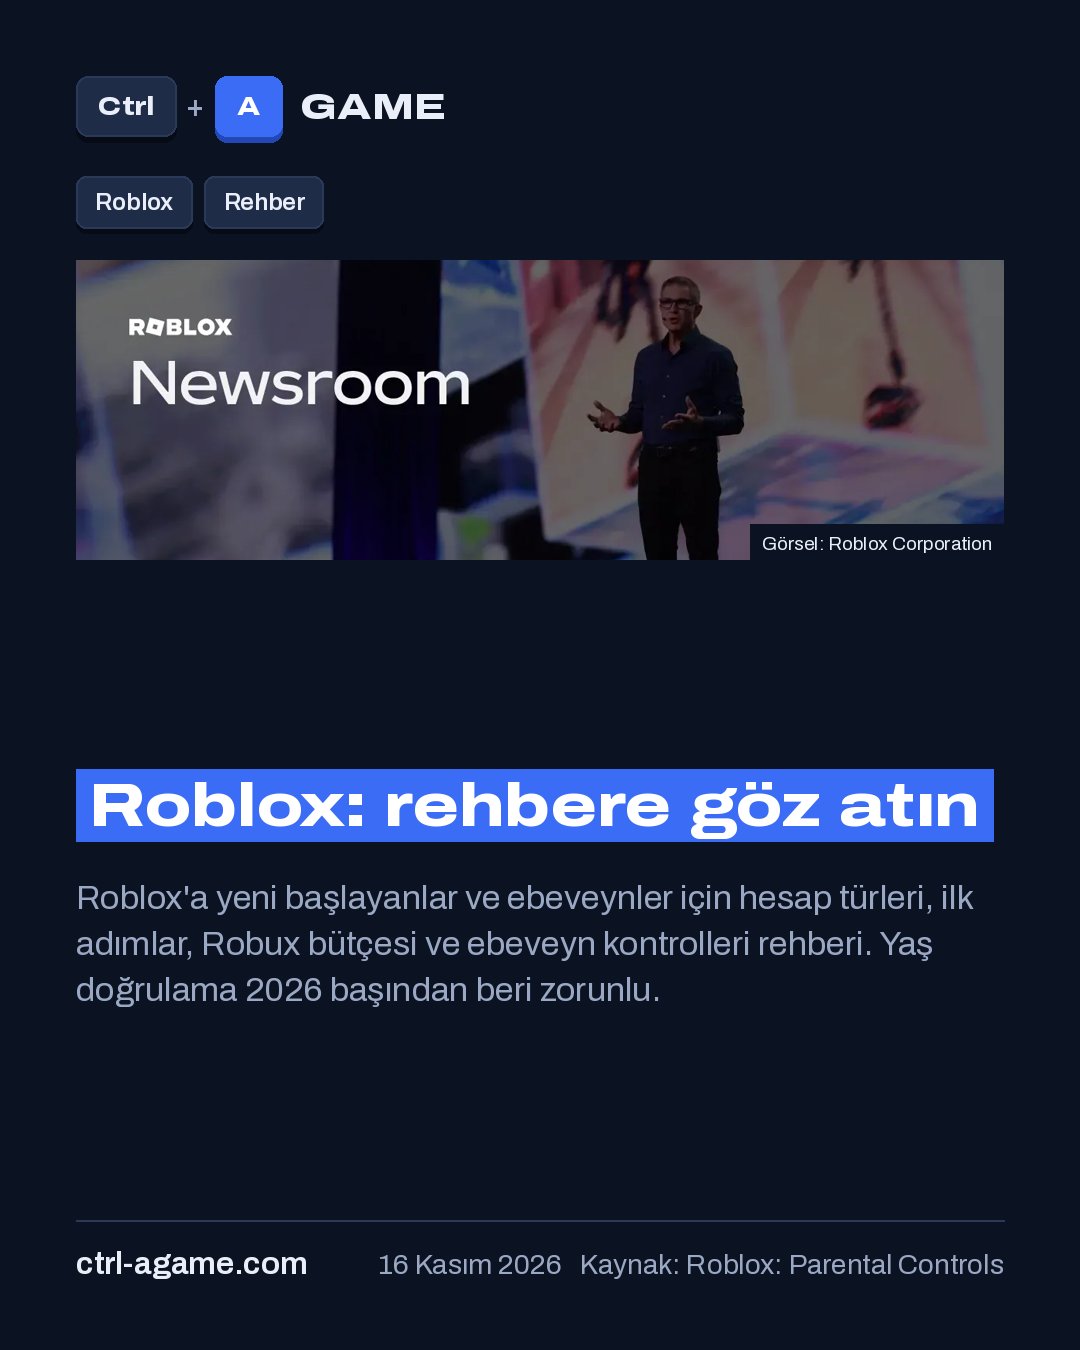 Ctrl + A GAME
Roblox Rehber
ROBLOX
Newsroom
Görsel: Roblox Corporation
Roblox: rehbere göz atın
Roblox'a yeni başlayanlar ve ebeveynler için hesap türleri, ilk
adımlar, Robux bütçesi ve ebeveyn kontrolleri rehberi. Yaş
doğrulama 2026 başından beri zorunlu.
ctrl-agame.com 16 Kasım 2026 Kaynak: Roblox: Parental Controls